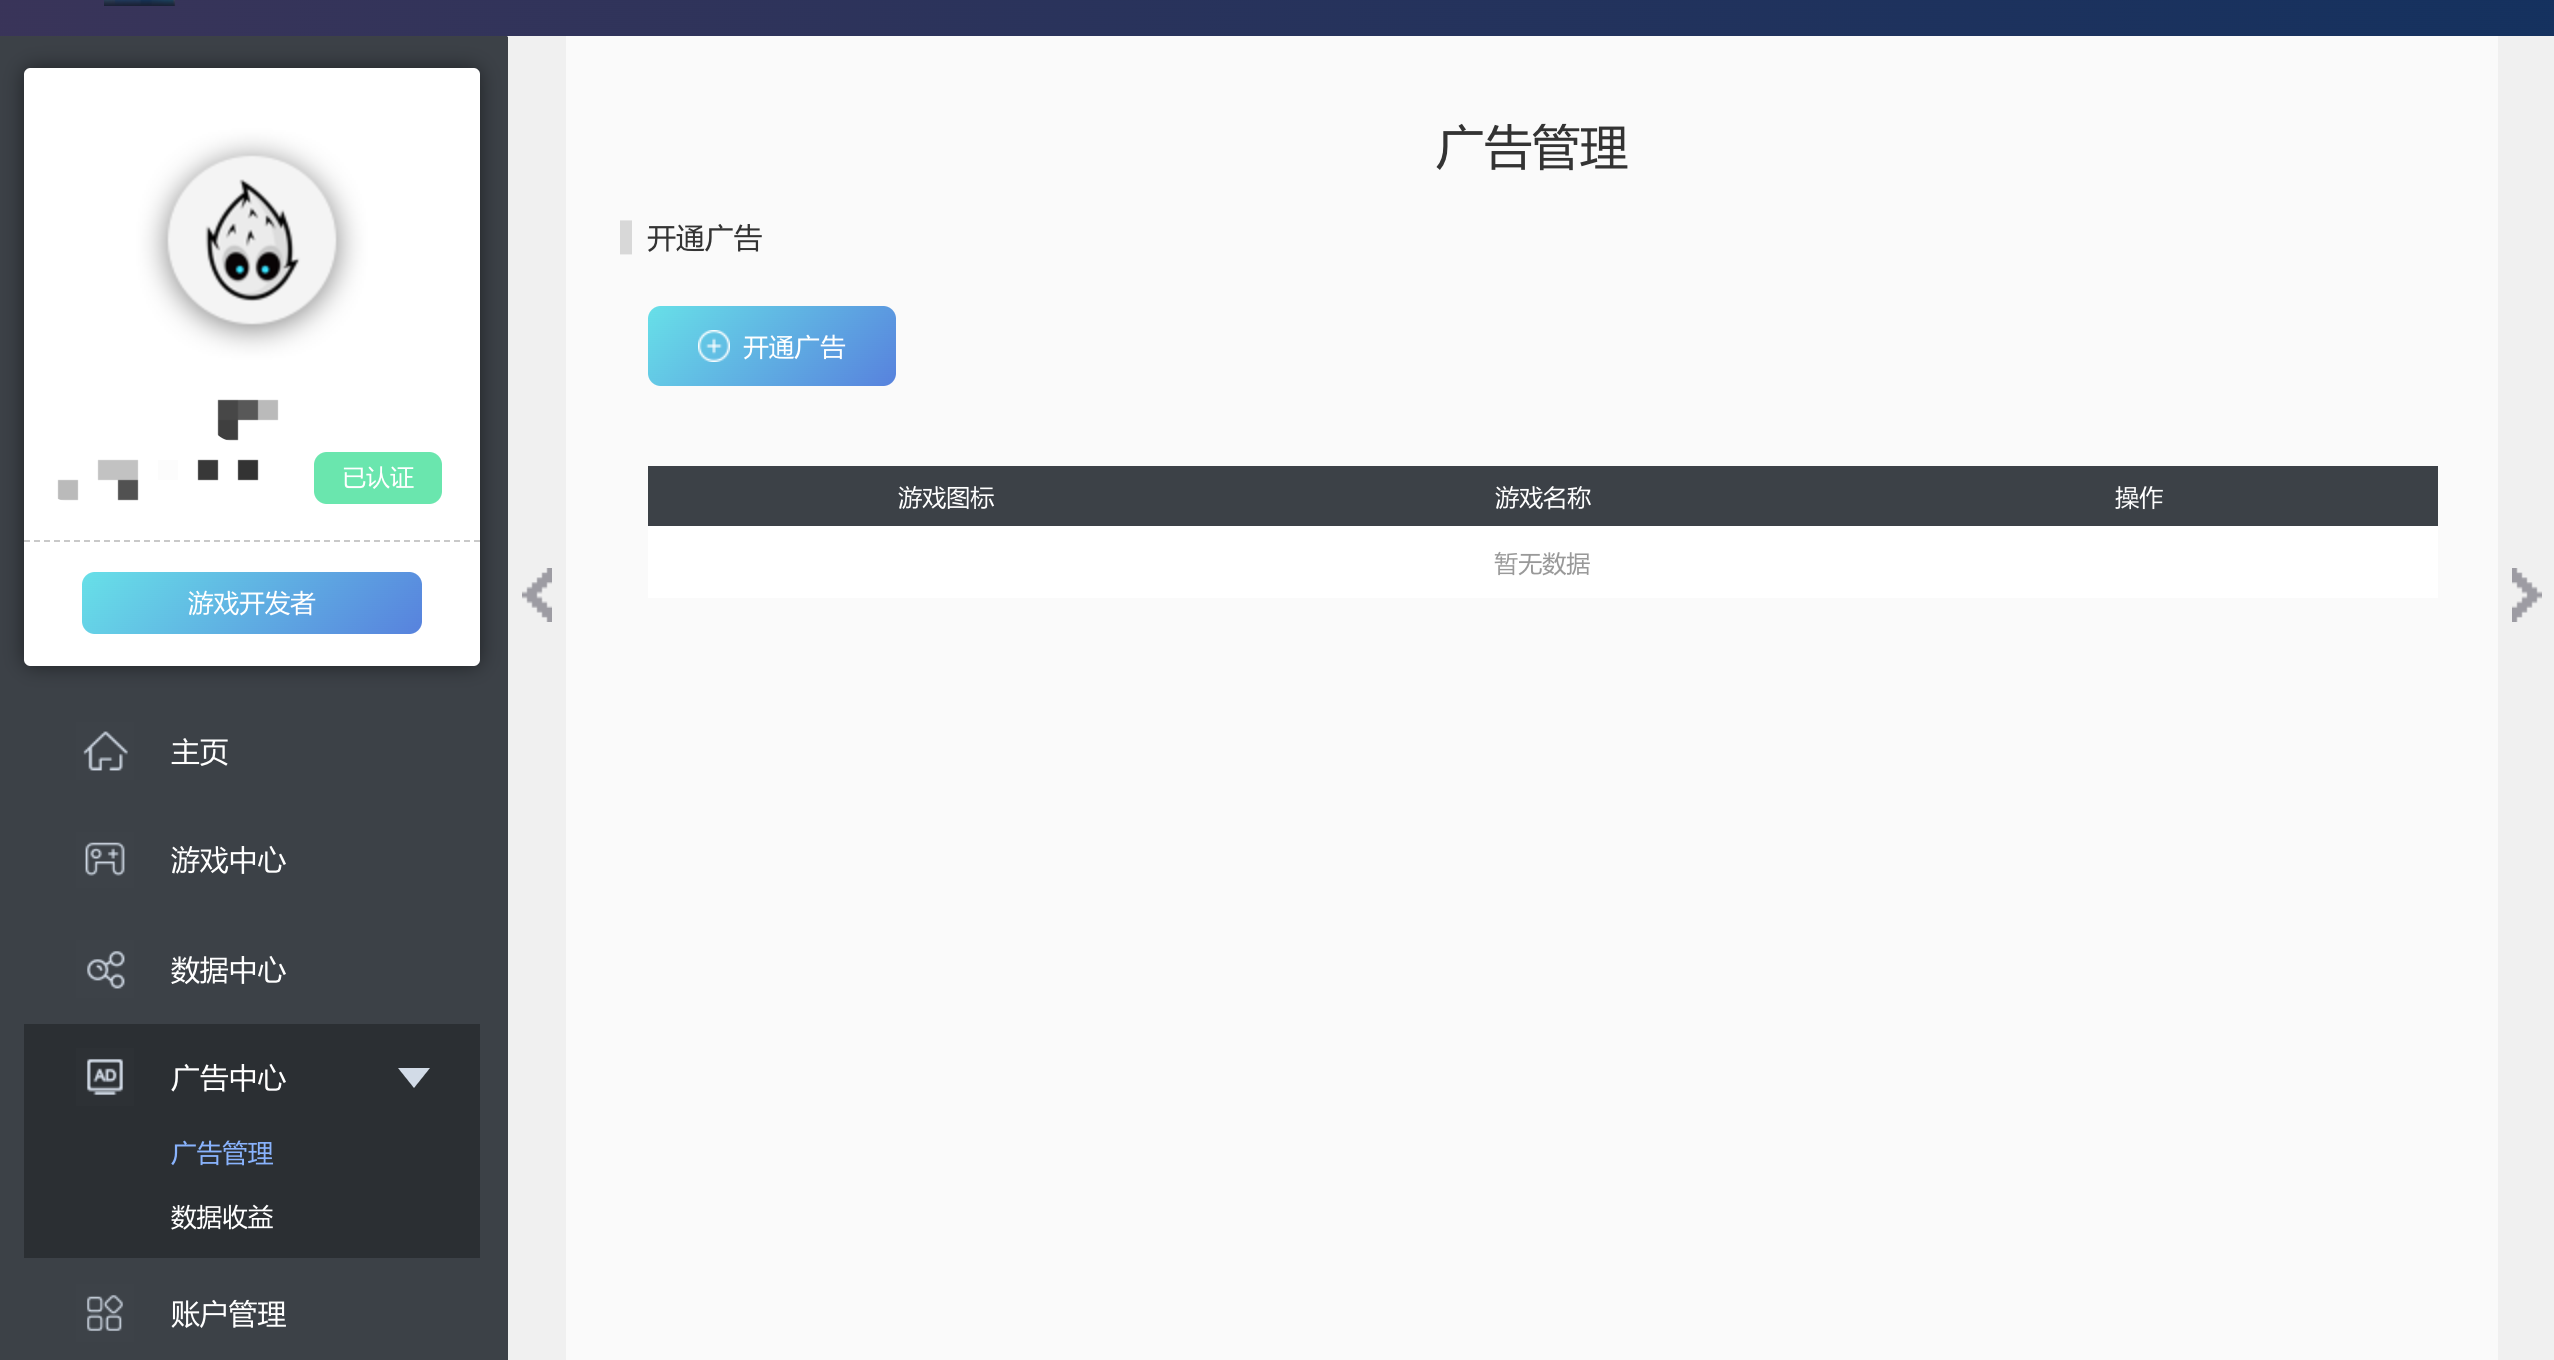 已认证
游戏开发者
主页
游戏中心
数据中心
AD
广告中心
广告管理
数据收益
账户管理
广告管理
开通广告
开通广告
游戏图标 游戏名称 操作
暂无数据